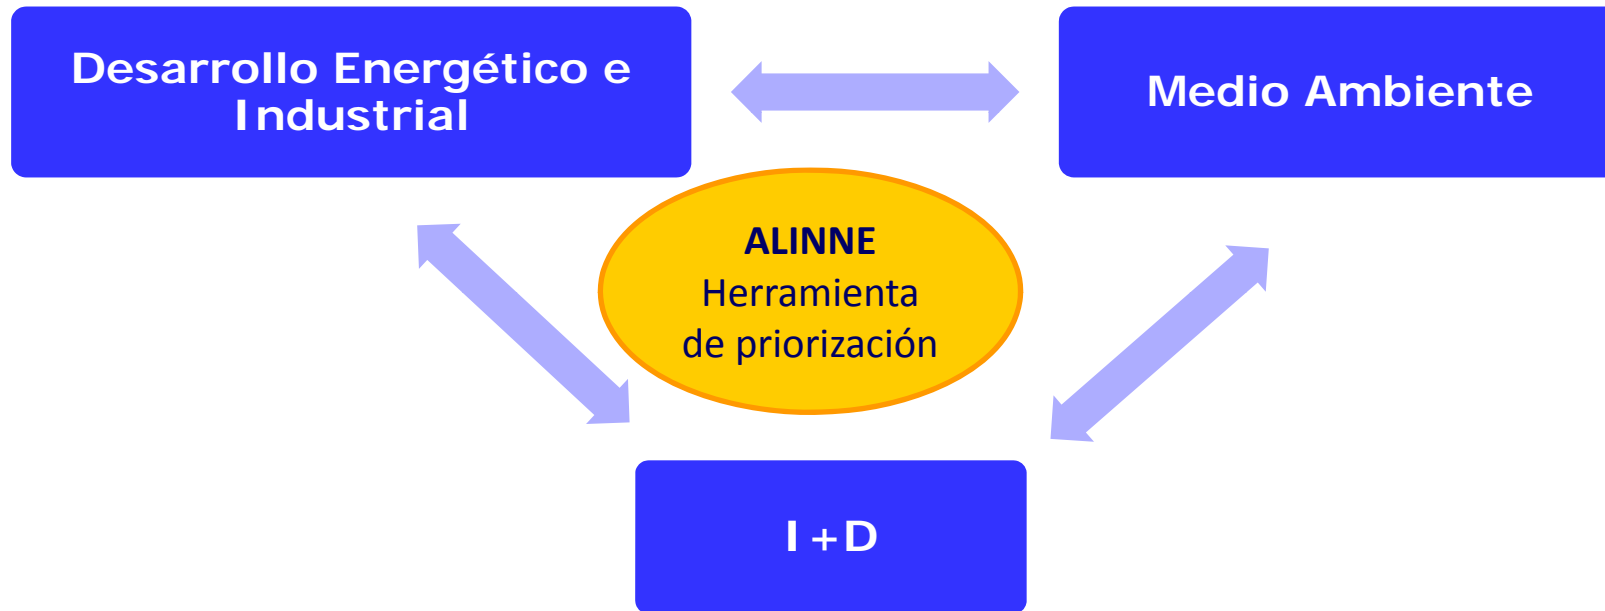 Desarrollo Energético e
Industrial
Medio Ambiente
ALINNE
Herramienta
de priorización
I+D